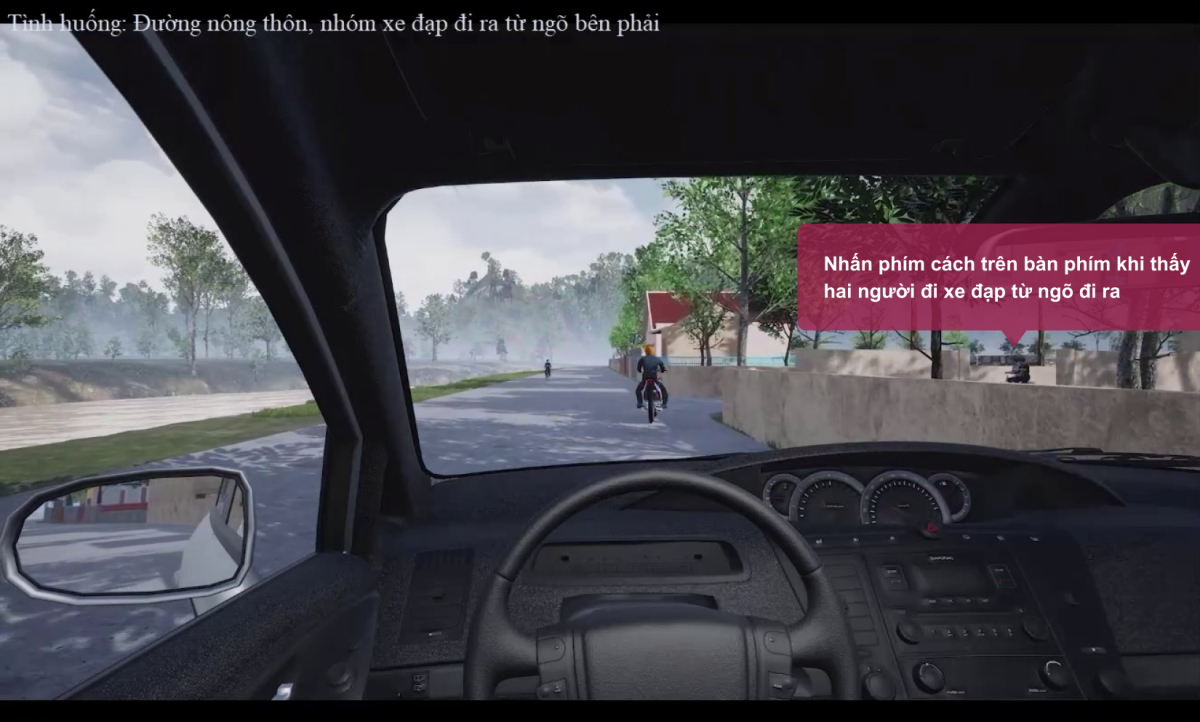 Tình huống: Đường nông thôn, nhóm xe đạp đi ra từ ngõ bên phải
Nhấn phím cách trên bàn phím khi thấy
hai người đi xe đạp từ ngõ đi ra